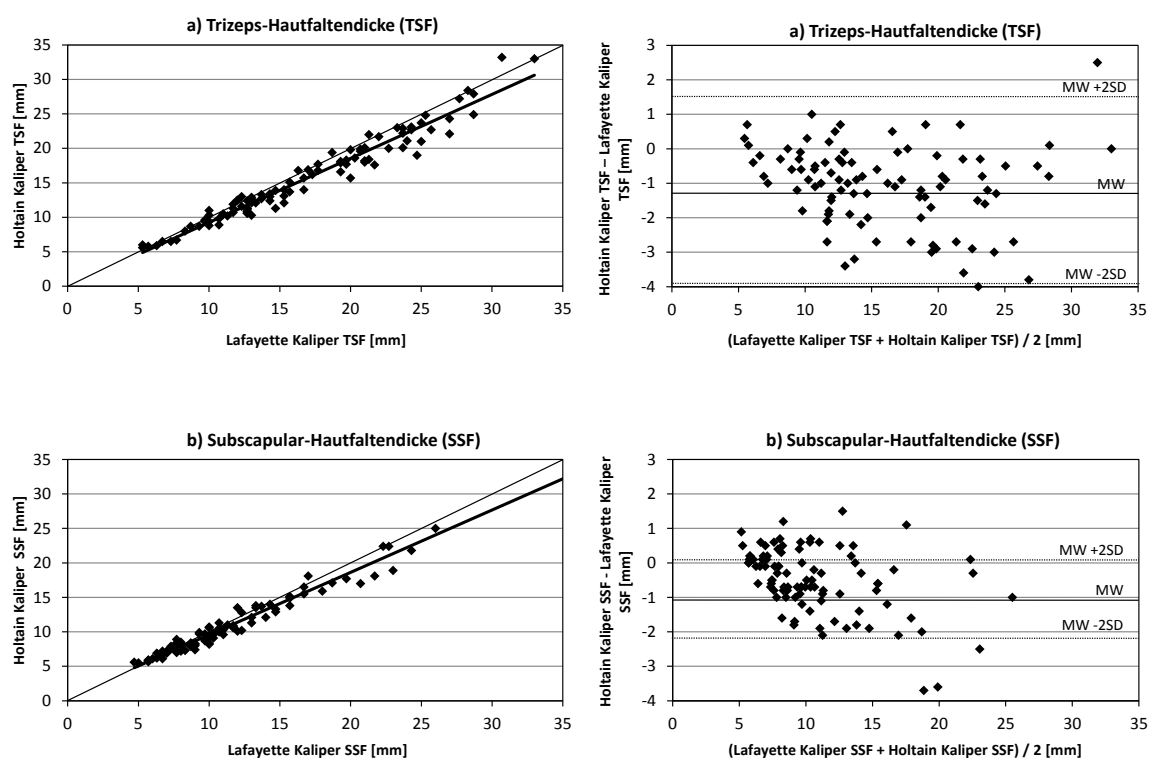 a) Trizeps-Hautfaltendicke (TSF)
Holtain Kaliper TSF [mm]
35
30
25
20
15
10
5
0
0 5 10 15 20 25 30 35
Lafayette Kaliper TSF [mm]
a) Trizeps-Hautfaltendicke (TSF)
Holtain Kaliper TSF – Lafayette Kaliper
TSF [mm]
3
2
1
0
-1
-2
-3
-4
MW +2SD
MW
MW -2SD
0 5 10 15 20 25 30 35
(Lafayette Kaliper TSF + Holtain Kaliper TSF) / 2 [mm]
b) Subscapular-Hautfaltendicke (SSF)
Holtain Kaliper SSF [mm]
35
30
25
20
15
10
5
0
0 5 10 15 20 25 30 35
Lafayette Kaliper SSF [mm]
b) Subscapular-Hautfaltendicke (SSF)
Holtain Kaliper SSF - Lafayette Kaliper
SSF [mm]
3
2
1
0
-1
-2
-3
-4
MW +2SD
MW
MW -2SD
0 5 10 15 20 25 30 35
(Lafayette Kaliper SSF + Holtain Kaliper SSF) / 2 [mm]